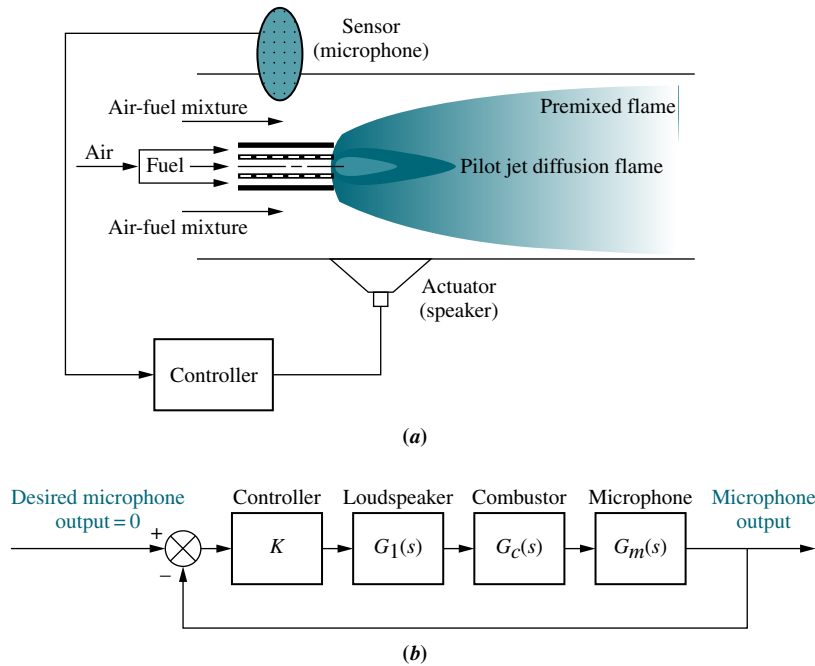 Sensor
(microphone)
Air-fuel mixture
Premixed flame
Air
Fuel
Pilot jet diffusion flame
Air-fuel mixture
Actuator
(speaker)
Controller
(a)
Desired microphone
output = 0
Controller
Loudspeaker
Combustor
Microphone
Microphone
output
+
K
G1(s)
Gc(s)
Gm(s)
−
(b)